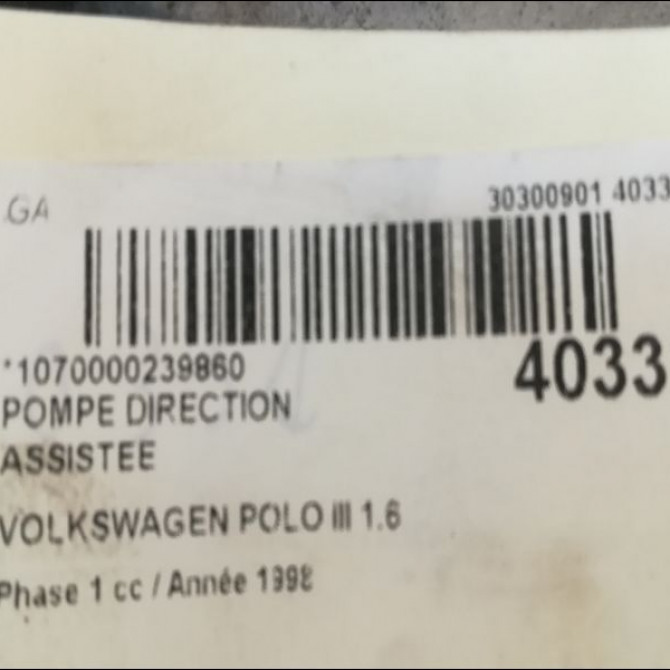 GA
30300901 4033
*1070000239860
4033
POMPE DIRECTION
ASSISTEE
VOLKSWAGEN POLO III 1.6
Phase 1 cc / Année 1998